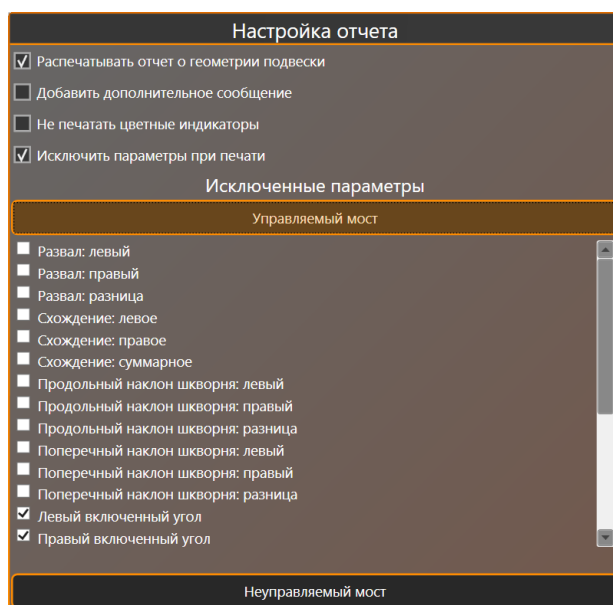 Настройка отчета
Распечатывать отчет о геометрии подвески
Добавить дополнительное сообщение
Не печатать цветные индикаторы
Исключить параметры при печати
Исключенные параметры
Управляемый мост
Развал: левый
Развал: правый
Развал: разница
Схождение: левое
Схождение: правое
Схождение: суммарное
Продольный наклон шкворня: левый
Продольный наклон шкворня: правый
Продольный наклон шкворня: разница
Поперечный наклон шкворня: левый
Поперечный наклон шкворня: правый
Поперечный наклон шкворня: разница
Левый включенный угол
Правый включенный угол
Неуправляемый мост